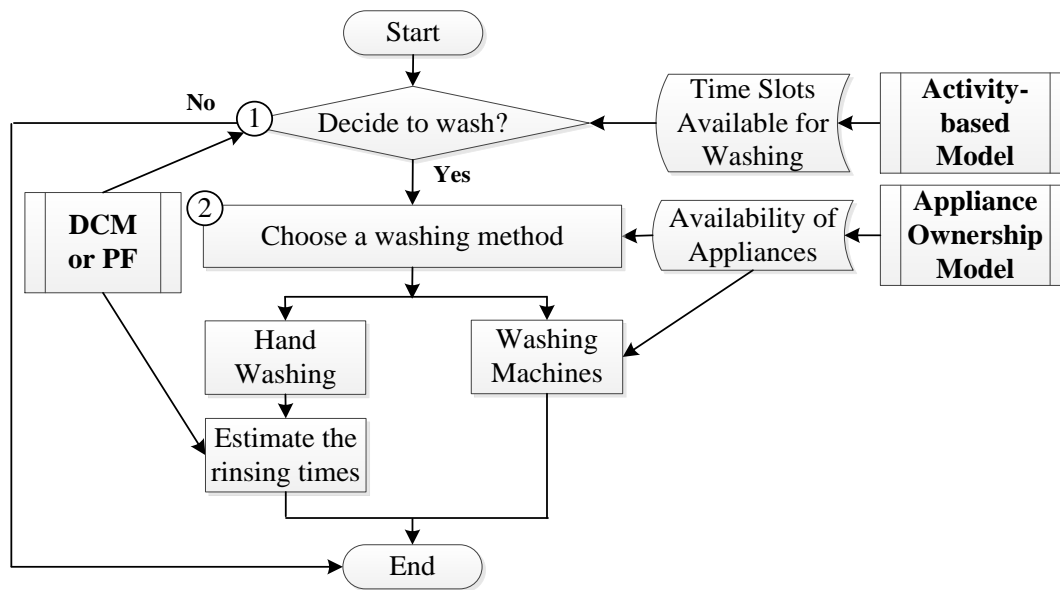 Start
No
1
Decide to wash?
Time Slots
Available for
Washing
Activity-
based
Model
Yes
DCM
or PF
2
Choose a washing method
Availability of
Appliances
Appliance
Ownership
Model
Hand
Washing
Washing
Machines
Estimate the
rinsing times
End